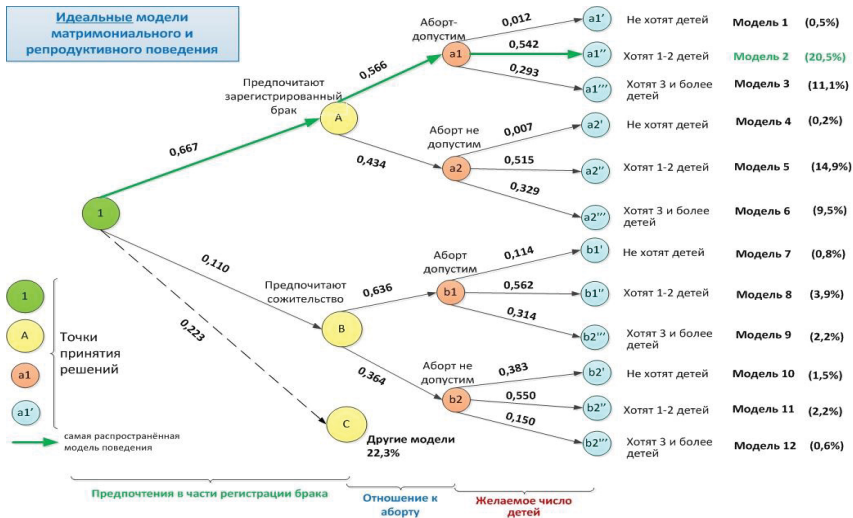 Идеальные модели
матримониального и
репродуктивного поведения
Аборт-
допустим
0,012
a1'
Не хотят детей
Модель 1
(0,5%)
0,566
a1
0,542
a1''
Хотят 1-2 детей
Модель 2
(20,5%)
Предпочитают
зарегистрированный
брак
0,293
a1'''
Хотят 3 и более
детей
Модель 3
(11,1%)
A
0,667
0,434
Аборт не
допустим
0,007
a2'
Не хотят детей
Модель 4
(0,2%)
a2
0,515
a2''
Хотят 1-2 детей
Модель 5
(14,9%)
0,329
a2'''
Хотят 3 и более
детей
Модель 6
(9,5%)
1
0,110
0,223
Предпочитают
сожительство
B
0,636
Аборт
допустим
0,114
b1'
Не хотят детей
Модель 7
(0,8%)
b1
0,562
b1''
Хотят 1-2 детей
Модель 8
(3,9%)
0,314
b2'''
Хотят 3 и более
детей
Модель 9
(2,2%)
0,364
Аборт не
допустим
0,383
b2'
Не хотят детей
Модель 10
(1,5%)
b2
0,550
b2''
Хотят 1-2 детей
Модель 11
(2,2%)
0,150
b2'''
Хотят 3 и более
детей
Модель 12
(0,6%)
C
Другие модели
22,3%
1
A
a1
a1'
Точки
принятия
решений
самая распространённая
модель поведения
Предпочтения в части регистрации брака
Отношение к
аборту
Желаемое число
детей